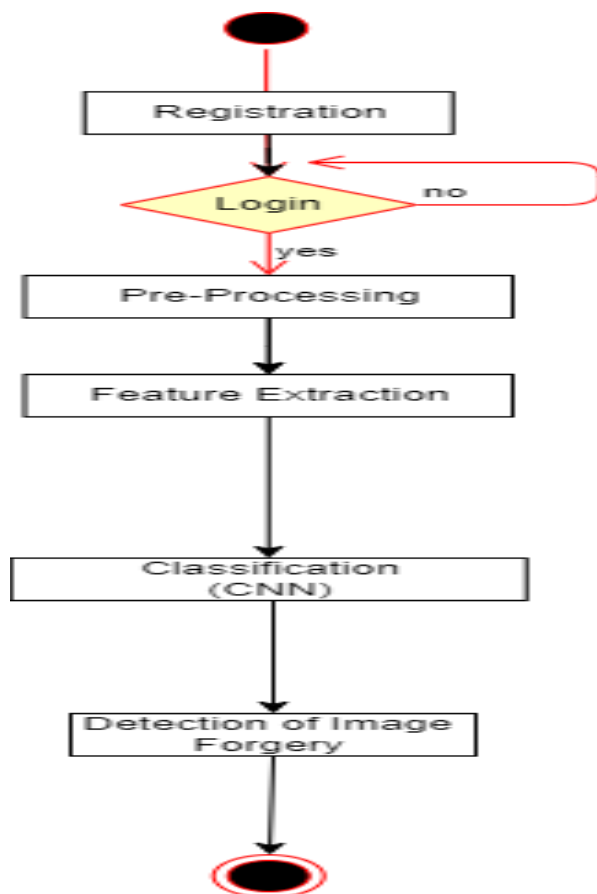 Registration
Login
no
yes
Pre-Processing
Feature Extraction
Classification
(CNN)
Detection of Image
Forgery